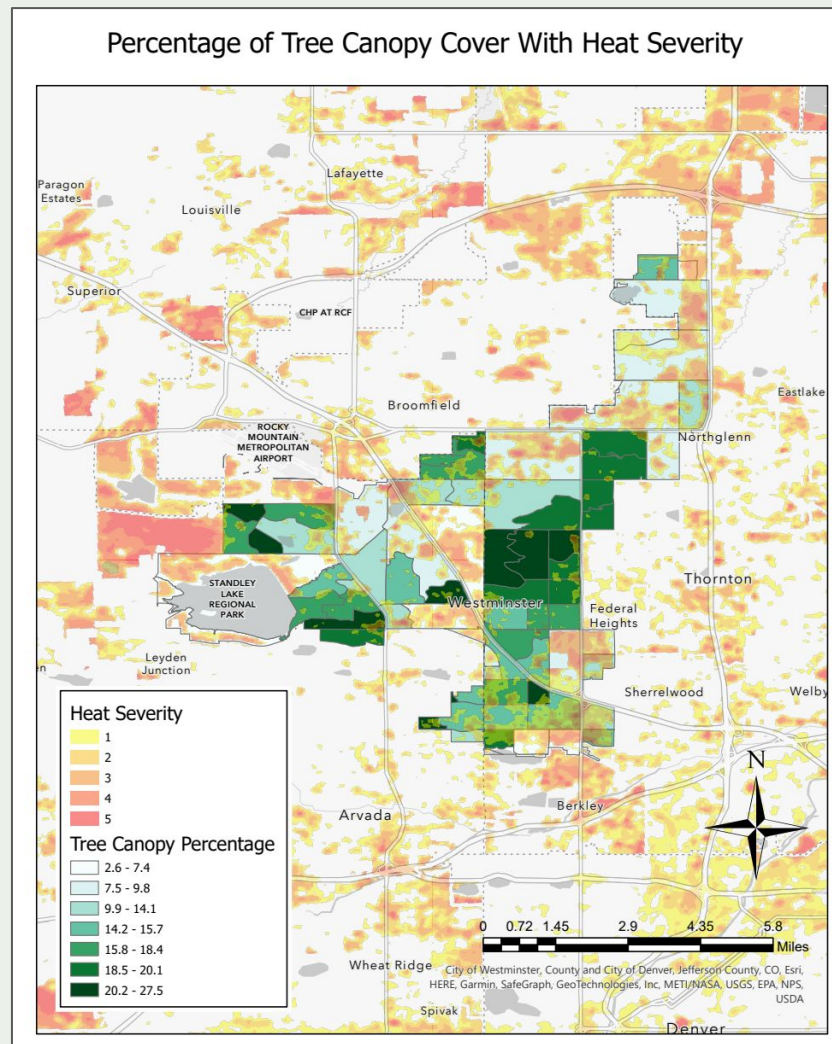 Percentage of Tree Canopy Cover With Heat Severity
Lafayette
Paragon
Estates
Louisville
Superior
CHP AT RCF
Eastlake
Broomfield
ROCKY
MOUNTAIN
METROPOLITAN
AIRPORT
Northglenn
Thornton
STANDLEY
LAKE
REGIONAL
PARK
Westminster
Federal
Heights
Leyden
Junction
en
Sherrelwood
Welby
Heat Severity
1
2
3
4
5
N
Berkley
Arvada
Tree Canopy Percentage
2.6 - 7.4
7.5 - 9.8
9.9 - 14.1
14.2 - 15.7
15.8 - 18.4
18.5 - 20.1
20.2 - 27.5
0 0.72 1.45 2.9 4.35 5.8
Miles
Wheat Ridge
City of Westminster, County and City of Denver, Jefferson County, CO, Esri,
HERE, Garmin, SafeGraph, GeoTechnologies, Inc, METI/NASA, USGS, EPA, NPS,
USDA
Spivak
Denver